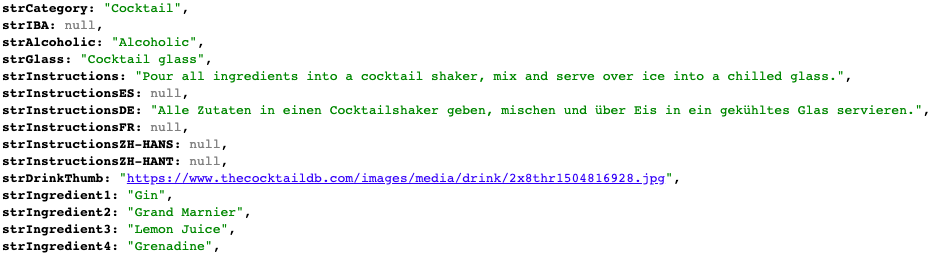 strCategory: "Cocktail",
strIBA: null,
strAlcoholic: "Alcoholic",
strGlass: "Cocktail glass",
strInstructions: "Pour all ingredients into a cocktail shaker, mix and serve over ice into a chilled glass.",
strInstructionsES: null,
strInstructionsDE: "Alle Zutaten in einen Cocktailshaker geben, mischen und über Eis in ein gekühltes Glas servieren.",
strInstructionsFR: null,
strInstructionsZH-HANS: null,
strInstructionsZH-HANT: null,
strDrinkThumb: "https://www.thecocktaildb.com/images/media/drink/2x8thr1504816928.jpg",
strIngredient1: "Gin",
strIngredient2: "Grand Marnier",
strIngredient3: "Lemon Juice",
strIngredient4: "Grenadine",